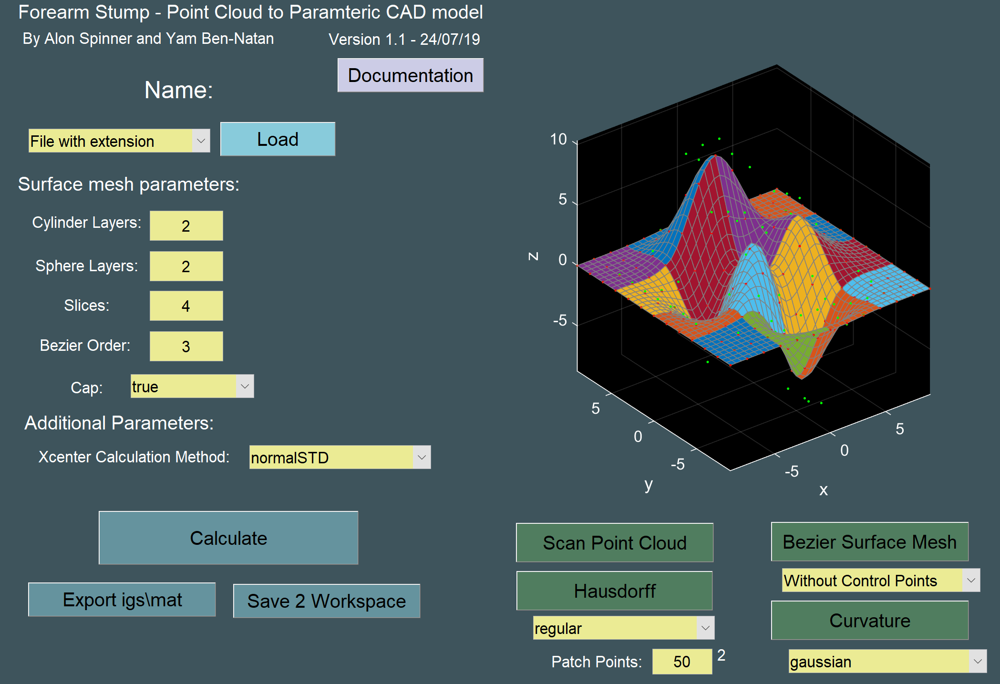 Forearm Stump - Point Cloud to Paramteric CAD model
By Alon Spinner and Yam Ben-Natan
Version 1.1 - 24/07/19
Documentation
Name:
File with extension
Load
Surface mesh parameters:
Cylinder Layers:
2
Sphere Layers:
2
Slices:
4
Bezier Order:
3
Cap:
true
Additional Parameters:
Xcenter Calculation Method:
normalSTD
Calculate
Export igs\mat
Save 2 Workspace
10
5
0
-5
z
5
0
-5
y
-5
0
5
x
Scan Point Cloud
Bezier Surface Mesh
Without Control Points
Hausdorff
regular
Curvature
Patch Points:
50
2
gaussian